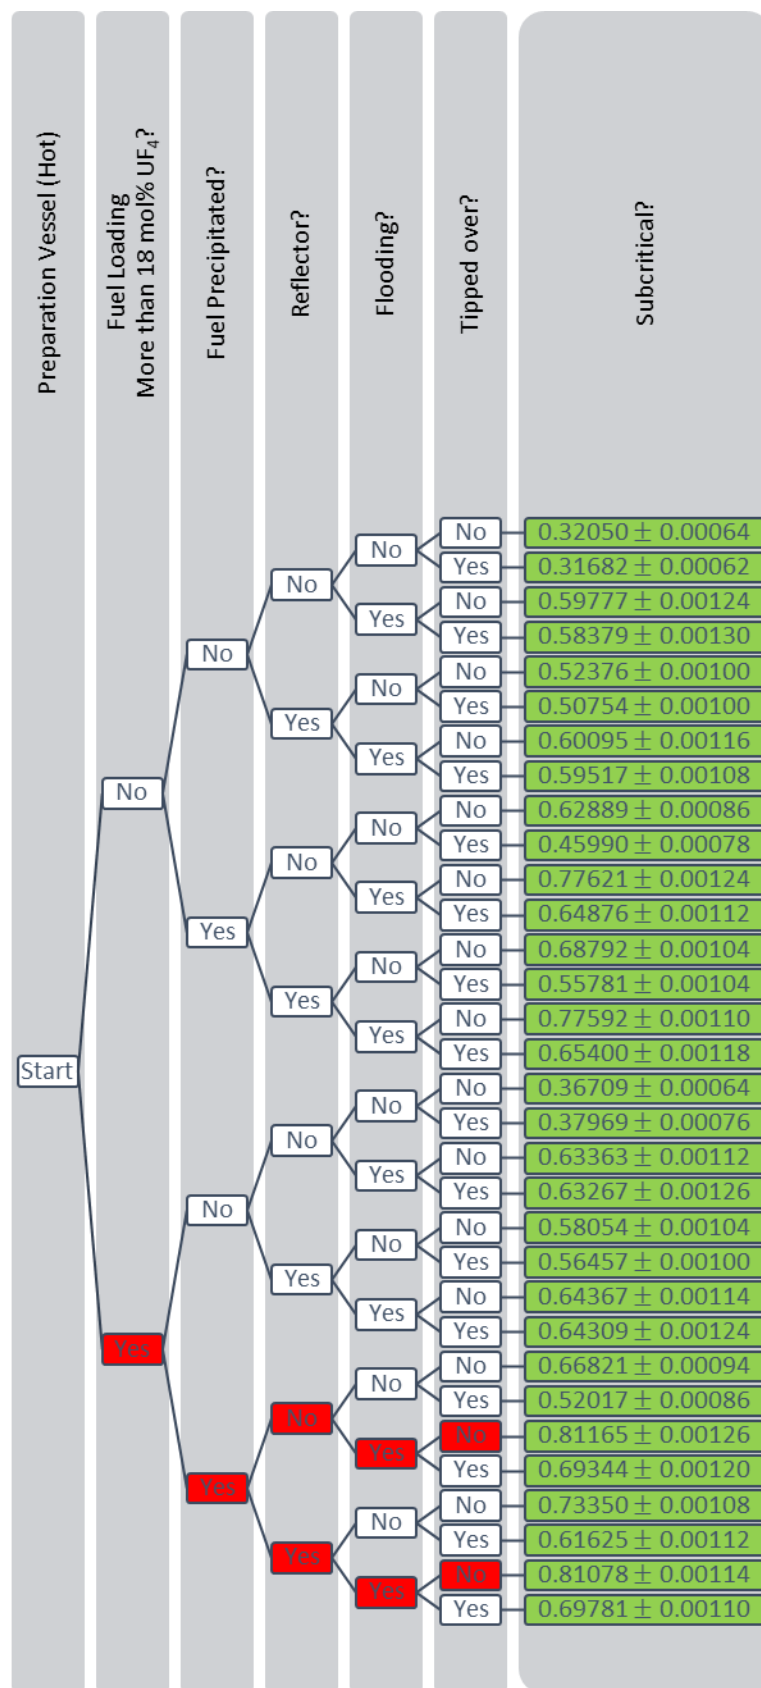 Preparation Vessel (Hot)
Fuel Loading
More than 18 mol% UF₄?
Fuel Precipitated?
Reflector?
Flooding?
Tipped over?
Subcritical?
No 0.32050 ± 0.00064
No
Yes 0.31682 ± 0.00062
No
No 0.59777 ± 0.00124
Yes
Yes 0.58379 ± 0.00130
No
No 0.52376 ± 0.00100
No
Yes 0.50754 ± 0.00100
Yes
No 0.60095 ± 0.00116
Yes
Yes 0.59517 ± 0.00108
No
No 0.62889 ± 0.00086
No
Yes 0.45990 ± 0.00078
No
No 0.77621 ± 0.00124
Yes
Yes 0.64876 ± 0.00112
Yes
No 0.68792 ± 0.00104
No
Yes 0.55781 ± 0.00104
Yes
No 0.77592 ± 0.00110
Yes
Yes 0.65400 ± 0.00118
Start
No 0.36709 ± 0.00064
No
Yes 0.37969 ± 0.00076
No
No 0.63363 ± 0.00112
Yes
Yes 0.63267 ± 0.00126
No
No 0.58054 ± 0.00104
No
Yes 0.56457 ± 0.00100
Yes
No 0.64367 ± 0.00114
Yes
Yes 0.64309 ± 0.00124
Yes
No 0.66821 ± 0.00094
No
Yes 0.52017 ± 0.00086
No
No 0.81165 ± 0.00126
Yes
Yes 0.69344 ± 0.00120
Yes
No 0.73350 ± 0.00108
No
Yes 0.61625 ± 0.00112
Yes
No 0.81078 ± 0.00114
Yes
Yes 0.69781 ± 0.00110